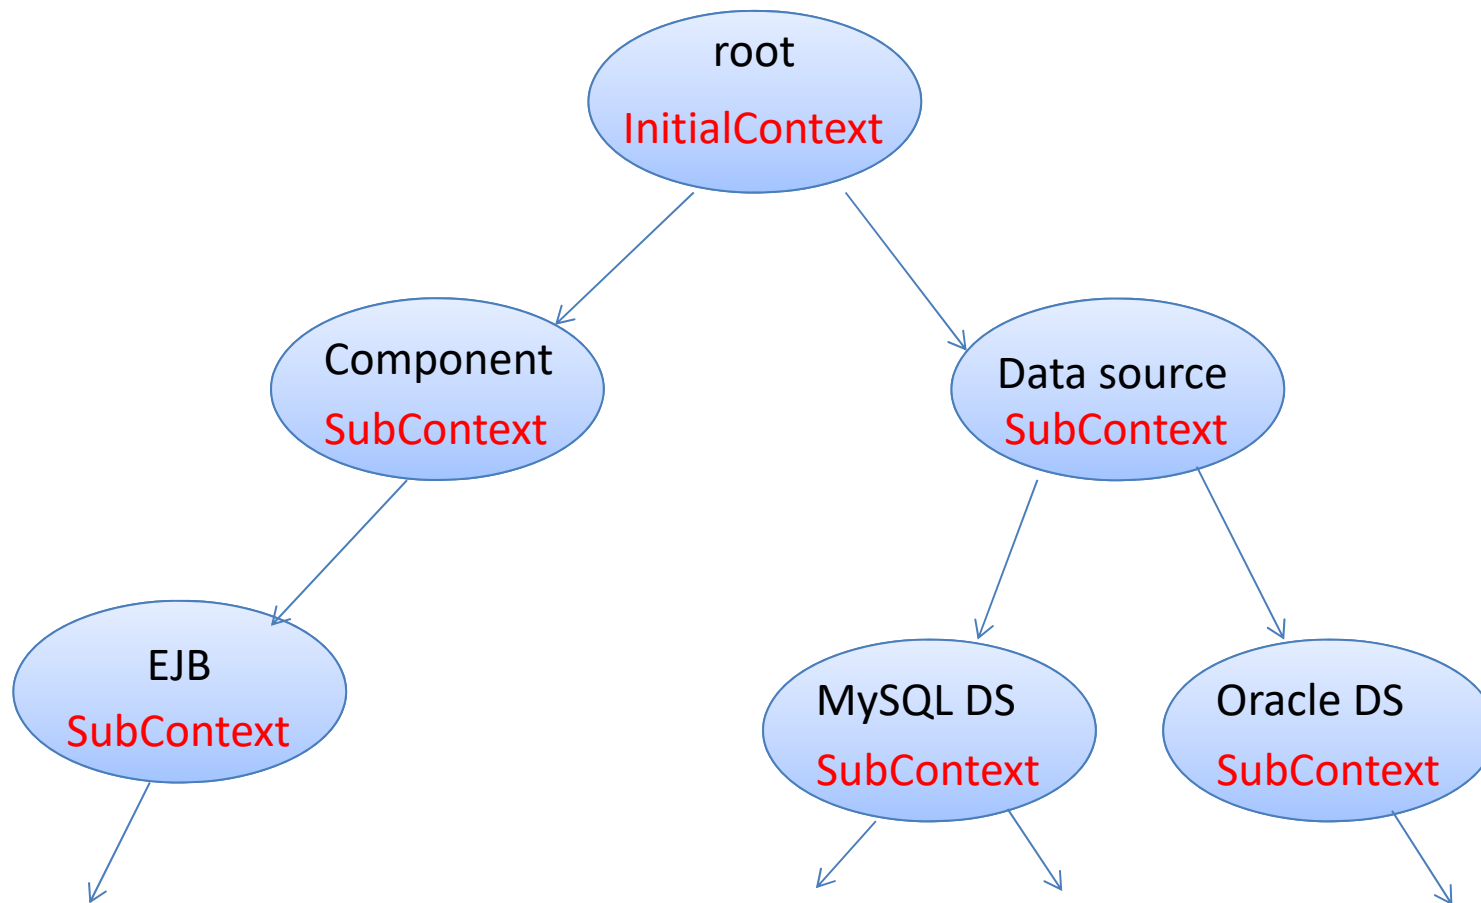 root
InitialContext
Component
SubContext
Data source
SubContext
EJB
SubContext
MySQL DS
SubContext
Oracle DS
SubContext